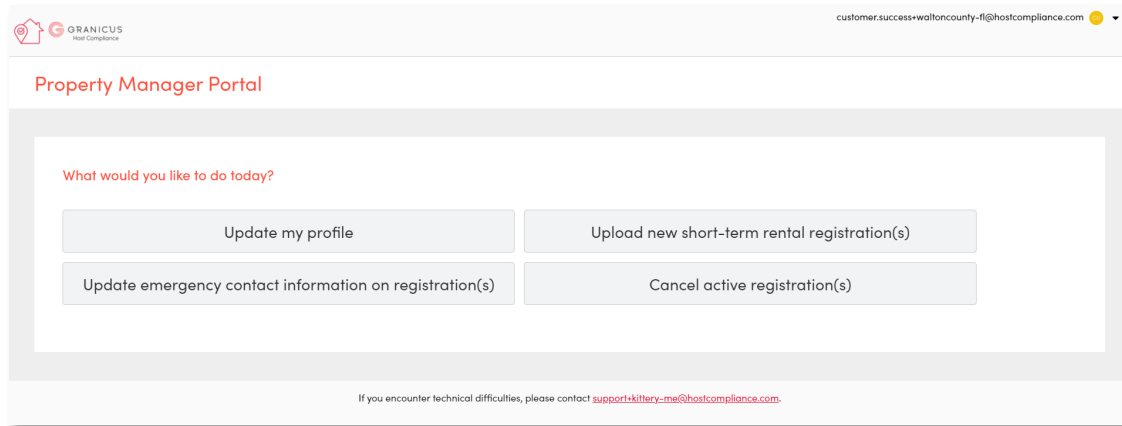 GRANICUS
Host Compliance
customer.success+waltoncounty-fl@hostcompliance.com
CU
Property Manager Portal
What would you like to do today?
Update my profile
Upload new short-term rental registration(s)
Update emergency contact information on registration(s)
Cancel active registration(s)
If you encounter technical difficulties, please contact support+kittery-me@hostcompliance.com.